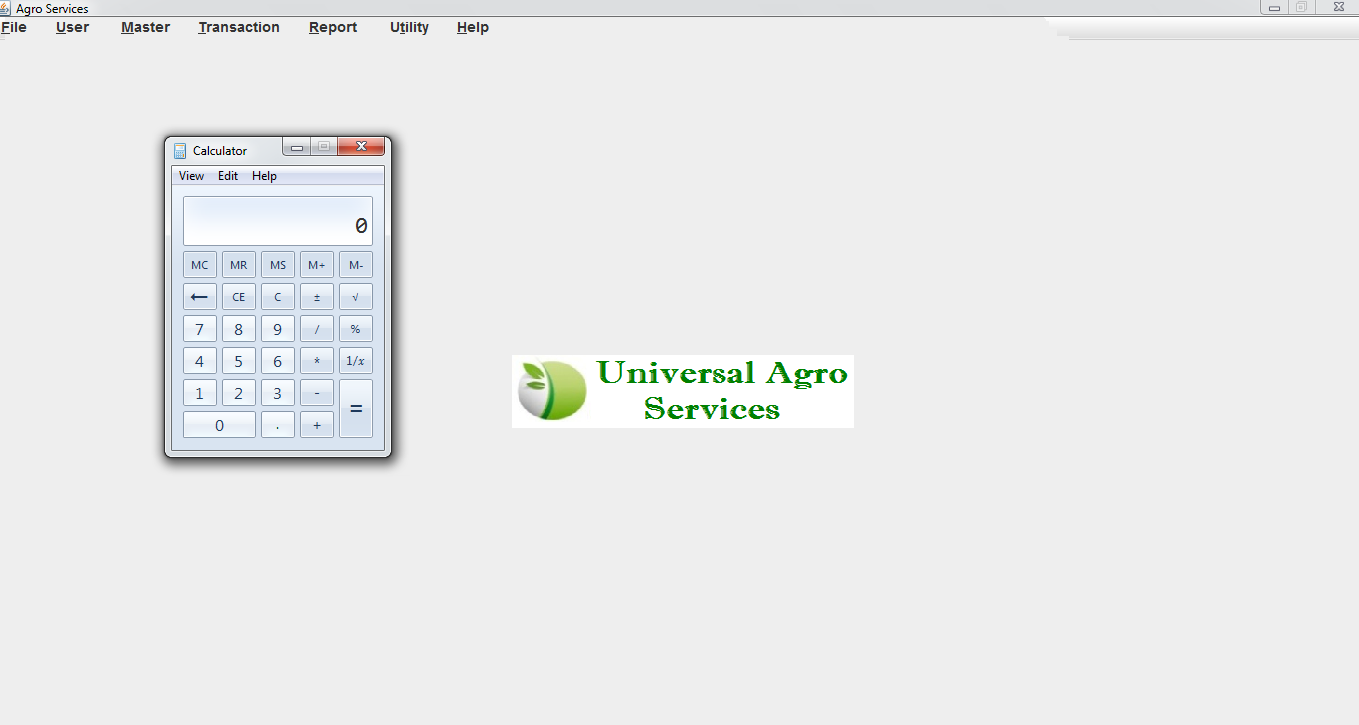 Agro Services
File User Master Transaction Report Utility Help
Calculator
View Edit Help
0
MC MR MS M+ M-
← CE C ± √
7 8 9 / %
4 5 6 * 1/x
1 2 3 - =
0 . +
Universal Agro
Services